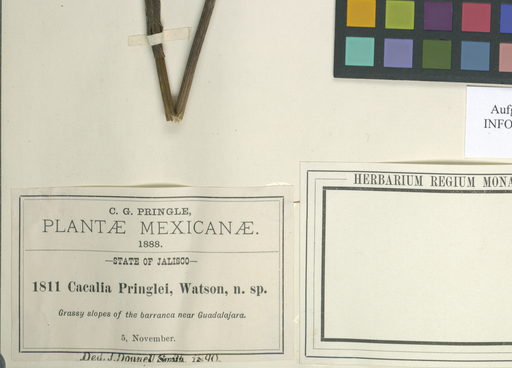 Aufg
INFO
HERBARIUM REGIUM MONA
C. G. PRINGLE,
PLANTÆ MEXICANÆ.
1888.
—STATE OF JALISCO—
1811 Cacalia Pringlei, Watson, n. sp.
Grassy slopes of the barranca near Guadalajara.
5, November.
Ded. J. Donnell Smith. 1890.